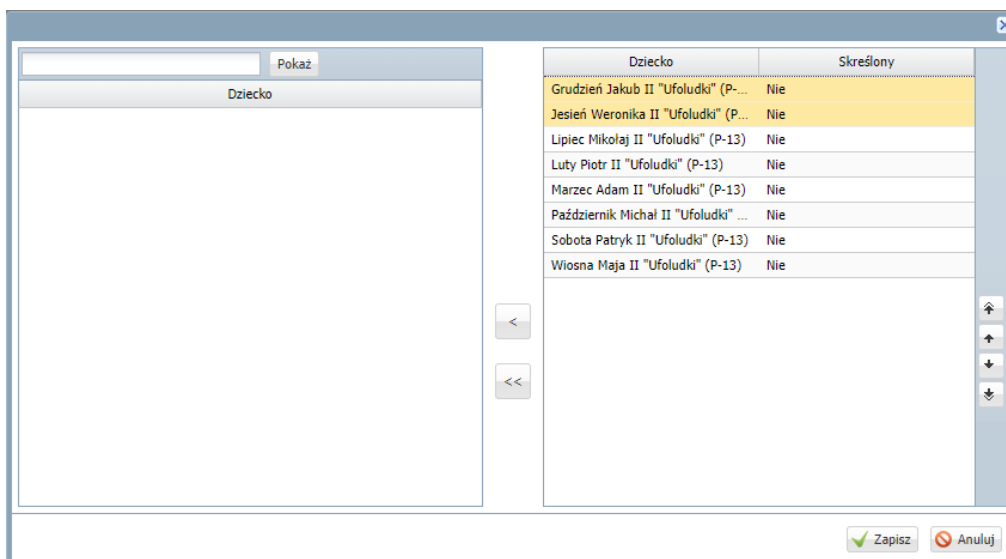 Pokaż
Dziecko
Dziecko Skreślony
Grudzień Jakub II "Ufoludki" (P-... Nie
Jesień Weronika II "Ufoludki" (P... Nie
Lipiec Mikołaj II "Ufoludki" (P-13) Nie
Luty Piotr II "Ufoludki" (P-13) Nie
Marzec Adam II "Ufoludki" (P-13) Nie
Październik Michał II "Ufoludki" ... Nie
Sobota Patryk II "Ufoludki" (P-13) Nie
Wiosna Maja II "Ufoludki" (P-13) Nie
<
<<
Zapisz Anuluj